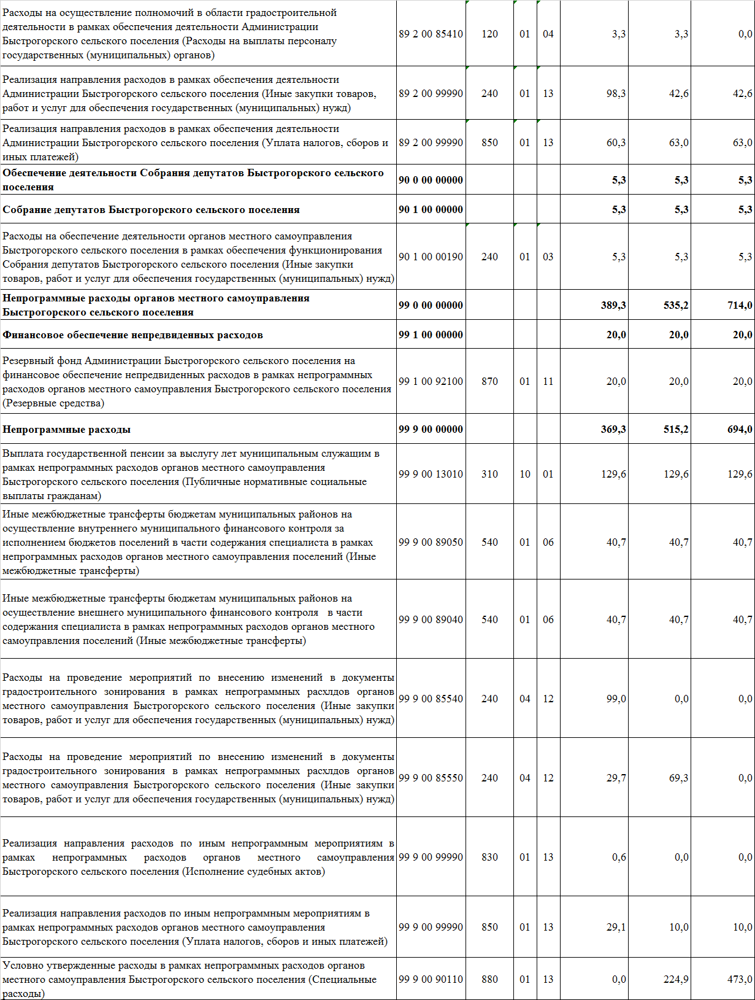 Расходы на осуществление полномочий в области градостроительной
деятельности в рамках обеспечения деятельности Администрации
Быстрогорского сельского поселения (Расходы на выплаты персоналу
государственных (муниципальных) органов)
89 2 00 85410 120 01 04 3,3 3,3 0,0
Реализация направления расходов в рамках обеспечения деятельности
Администрации Быстрогорского сельского поселения (Иные закупки товаров,
работ и услуг для обеспечения государственных (муниципальных) нужд)
89 2 00 99990 240 01 13 98,3 42,6 42,6
Реализация направления расходов в рамках обеспечения деятельности
Администрации Быстрогорского сельского поселения (Уплата налогов, сборов и
иных платежей)
89 2 00 99990 850 01 13 60,3 63,0 63,0
Обеспечение деятельности Собрания депутатов Быстрогорского сельского
поселения
90 0 00 00000 5,3 5,3 5,3
Собрание депутатов Быстрогорского сельского поселения 90 1 00 00000 5,3 5,3 5,3
Расходы на обеспечение деятельности органов местного самоуправления
Быстрогорского сельского поселения в рамках обеспечения функционирования
Собрания депутатов Быстрогорского сельского поселения (Иные закупки
товаров, работ и услуг для обеспечения государственных (муниципальных) нужд)
90 1 00 00190 240 01 03 5,3 5,3 5,3
Непрограммные расходы органов местного самоуправления
Быстрогорского сельского поселения
99 0 00 00000 389,3 535,2 714,0
Финансовое обеспечение непредвиденных расходов 99 1 00 00000 20,0 20,0 20,0
Резервный фонд Администрации Быстрогорского сельского поселения на
финансовое обеспечение непредвиденных расходов в рамках непрограммных
расходов органов местного самоуправления Быстрогорского сельского поселения
(Резервные средства)
99 1 00 92100 870 01 11 20,0 20,0 20,0
Непрограммные расходы 99 9 00 00000 369,3 515,2 694,0
Выплата государственной пенсии за выслугу лет муниципальным служащим в
рамках непрограммных расходов органов местного самоуправления
Быстрогорского сельского поселения (Публичные нормативные социальные
выплаты гражданам)
99 9 00 13010 310 10 01 129,6 129,6 129,6
Иные межбюджетные трансферты бюджетам муниципальных районов на
осуществление внутреннего муниципального финансового контроля за
исполнением бюджетов поселений в части содержания специалиста в рамках
непрограммных расходов органов местного самоуправления поселений (Иные
межбюджетные трансферты)
99 9 00 89050 540 01 06 40,7 40,7 40,7
Иные межбюджетные трансферты бюджетам муниципальных районов на
осуществление внешнего муниципального финансового контроля в части
содержания специалиста в рамках непрограммных расходов органов местного
самоуправления поселений (Иные межбюджетные трансферты)
99 9 00 89040 540 01 06 40,7 40,7 40,7
Расходы на проведение мероприятий по внесению изменений в документы
градостроительного зонирования в рамках непрограммных расхлдов органов
местного самоуправления Быстрогорского сельского поселения (Иные закупки
товаров, работ и услуг для обеспечения государственных (муниципальных) нужд)
99 9 00 85540 240 04 12 99,0 0,0 0,0
Расходы на проведение мероприятий по внесению изменений в документы
градостроительного зонирования в рамках непрограммных расхлдов органов
местного самоуправления Быстрогорского сельского поселения (Иные закупки
товаров, работ и услуг для обеспечения государственных (муниципальных) нужд)
99 9 00 85550 240 04 12 29,7 69,3 0,0
Реализация направления расходов по иным непрограммным мероприятиям в
рамках непрограммных расходов органов местного самоуправления
Быстрогорского сельского поселения (Исполнение судебных актов)
99 9 00 99990 830 01 13 0,6 0,0 0,0
Реализация направления расходов по иным непрограммным мероприятиям в
рамках непрограммных расходов органов местного самоуправления
Быстрогорского сельского поселения (Уплата налогов, сборов и иных платежей)
99 9 00 99990 850 01 13 29,1 10,0 10,0
Условно утвержденные расходы в рамках непрограммных расходов органов
местного самоуправления Быстрогорского сельского поселения (Специальные
расходы)
99 9 00 90110 880 01 13 0,0 224,9 473,0